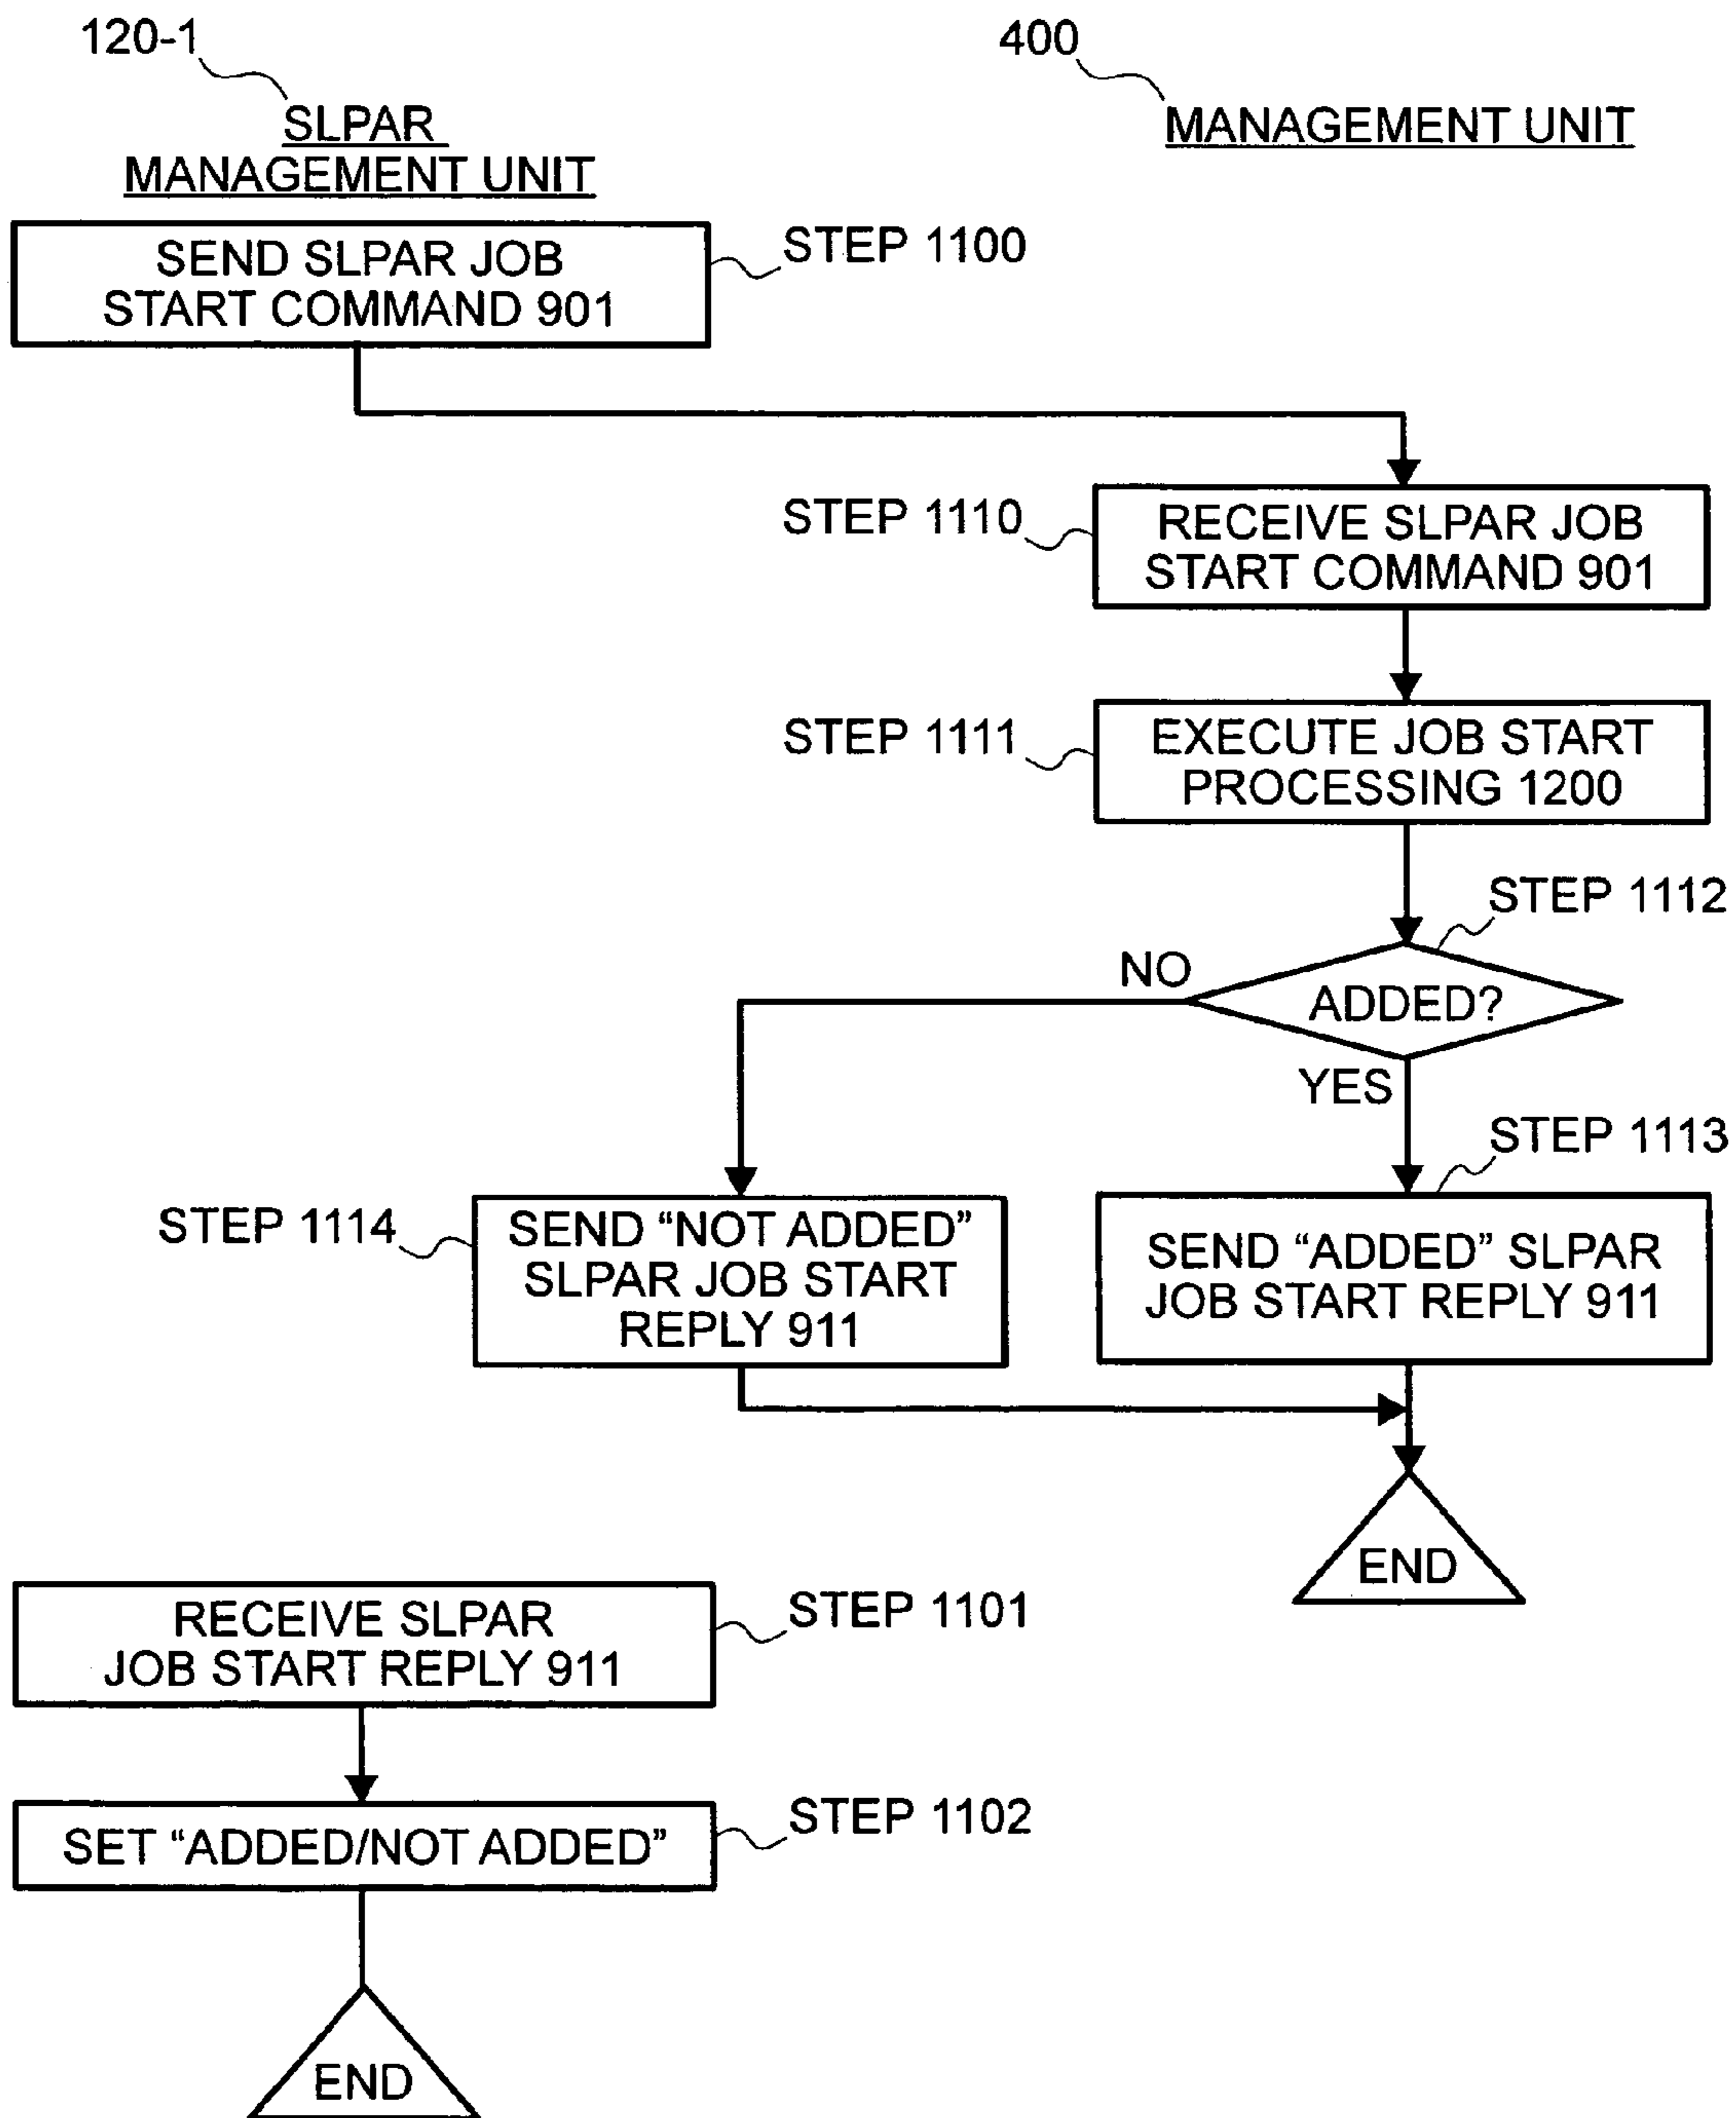 120-1
SLPAR
MANAGEMENT UNIT
400
MANAGEMENT UNIT
SEND SLPAR JOB
START COMMAND 901
STEP 1100
STEP 1110
RECEIVE SLPAR JOB
START COMMAND 901
STEP 1111
EXECUTE JOB START
PROCESSING 1200
STEP 1112
NO
ADDED?
YES
STEP 1113
STEP 1114
SEND “NOT ADDED”
SLPAR JOB START
REPLY 911
SEND “ADDED” SLPAR
JOB START REPLY 911
END
RECEIVE SLPAR
JOB START REPLY 911
STEP 1101
SET “ADDED/NOT ADDED”
STEP 1102
END